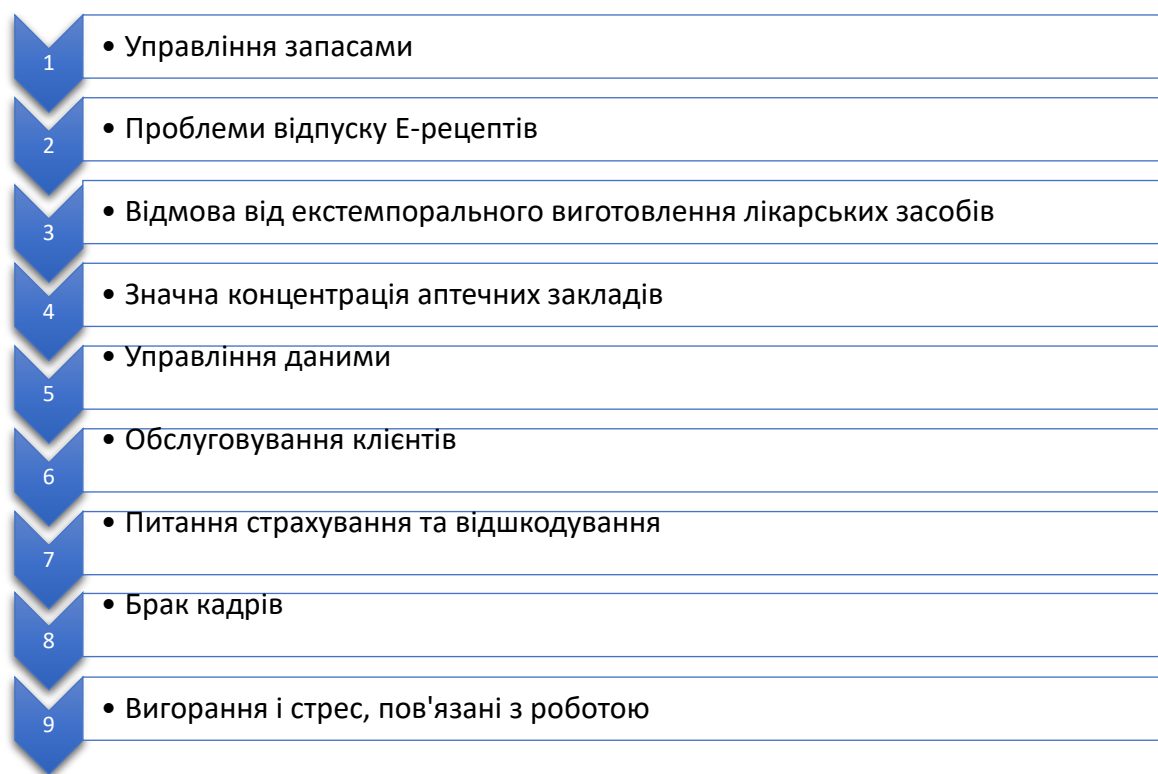 1 • Управління запасами
2 • Проблеми відпуску Е-рецептів
3 • Відмова від екстемпорального виготовлення лікарських засобів
4 • Значна концентрація аптечних закладів
5 • Управління даними
6 • Обслуговування клієнтів
7 • Питання страхування та відшкодування
8 • Брак кадрів
9 • Вигорання і стрес, пов'язані з роботою